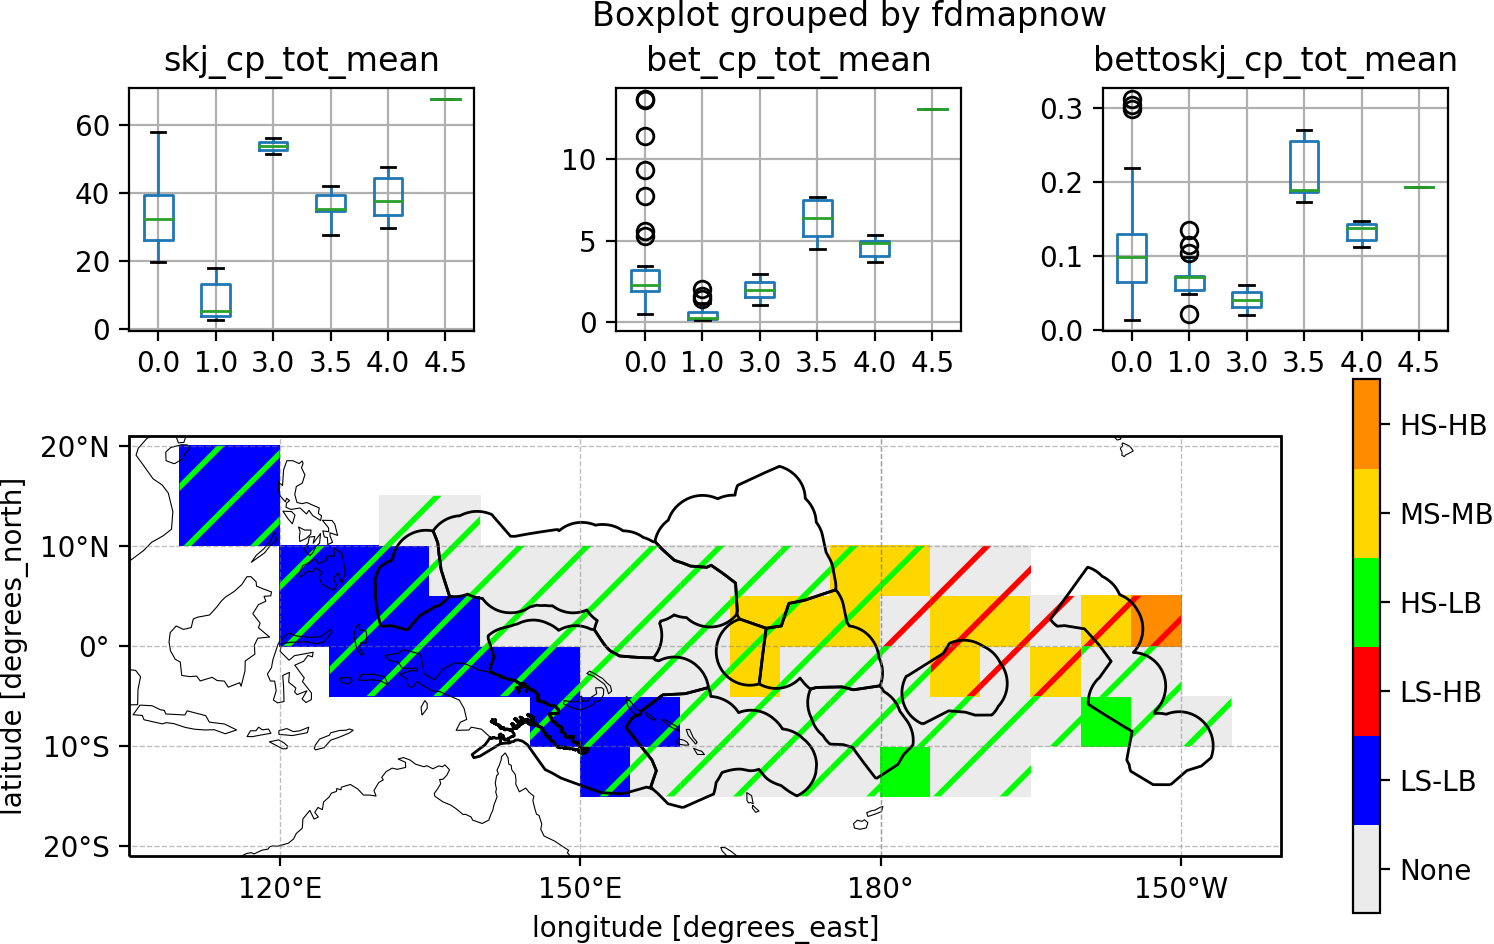 Boxplot grouped by fdmapnow
skj_cp_tot_mean
60
40
20
0
0.0 1.0 3.0 3.5 4.0 4.5
bet_cp_tot_mean
10
5
0
0.0 1.0 3.0 3.5 4.0 4.5
bettoskj_cp_tot_mean
0.3
0.2
0.1
0.0
0.0 1.0 3.0 3.5 4.0 4.5
latitude [degrees_north]
20°N
10°N
0°
10°S
20°S
120°E 150°E 180° 150°W
longitude [degrees_east]
HS-HB
MS-MB
HS-LB
LS-HB
LS-LB
None